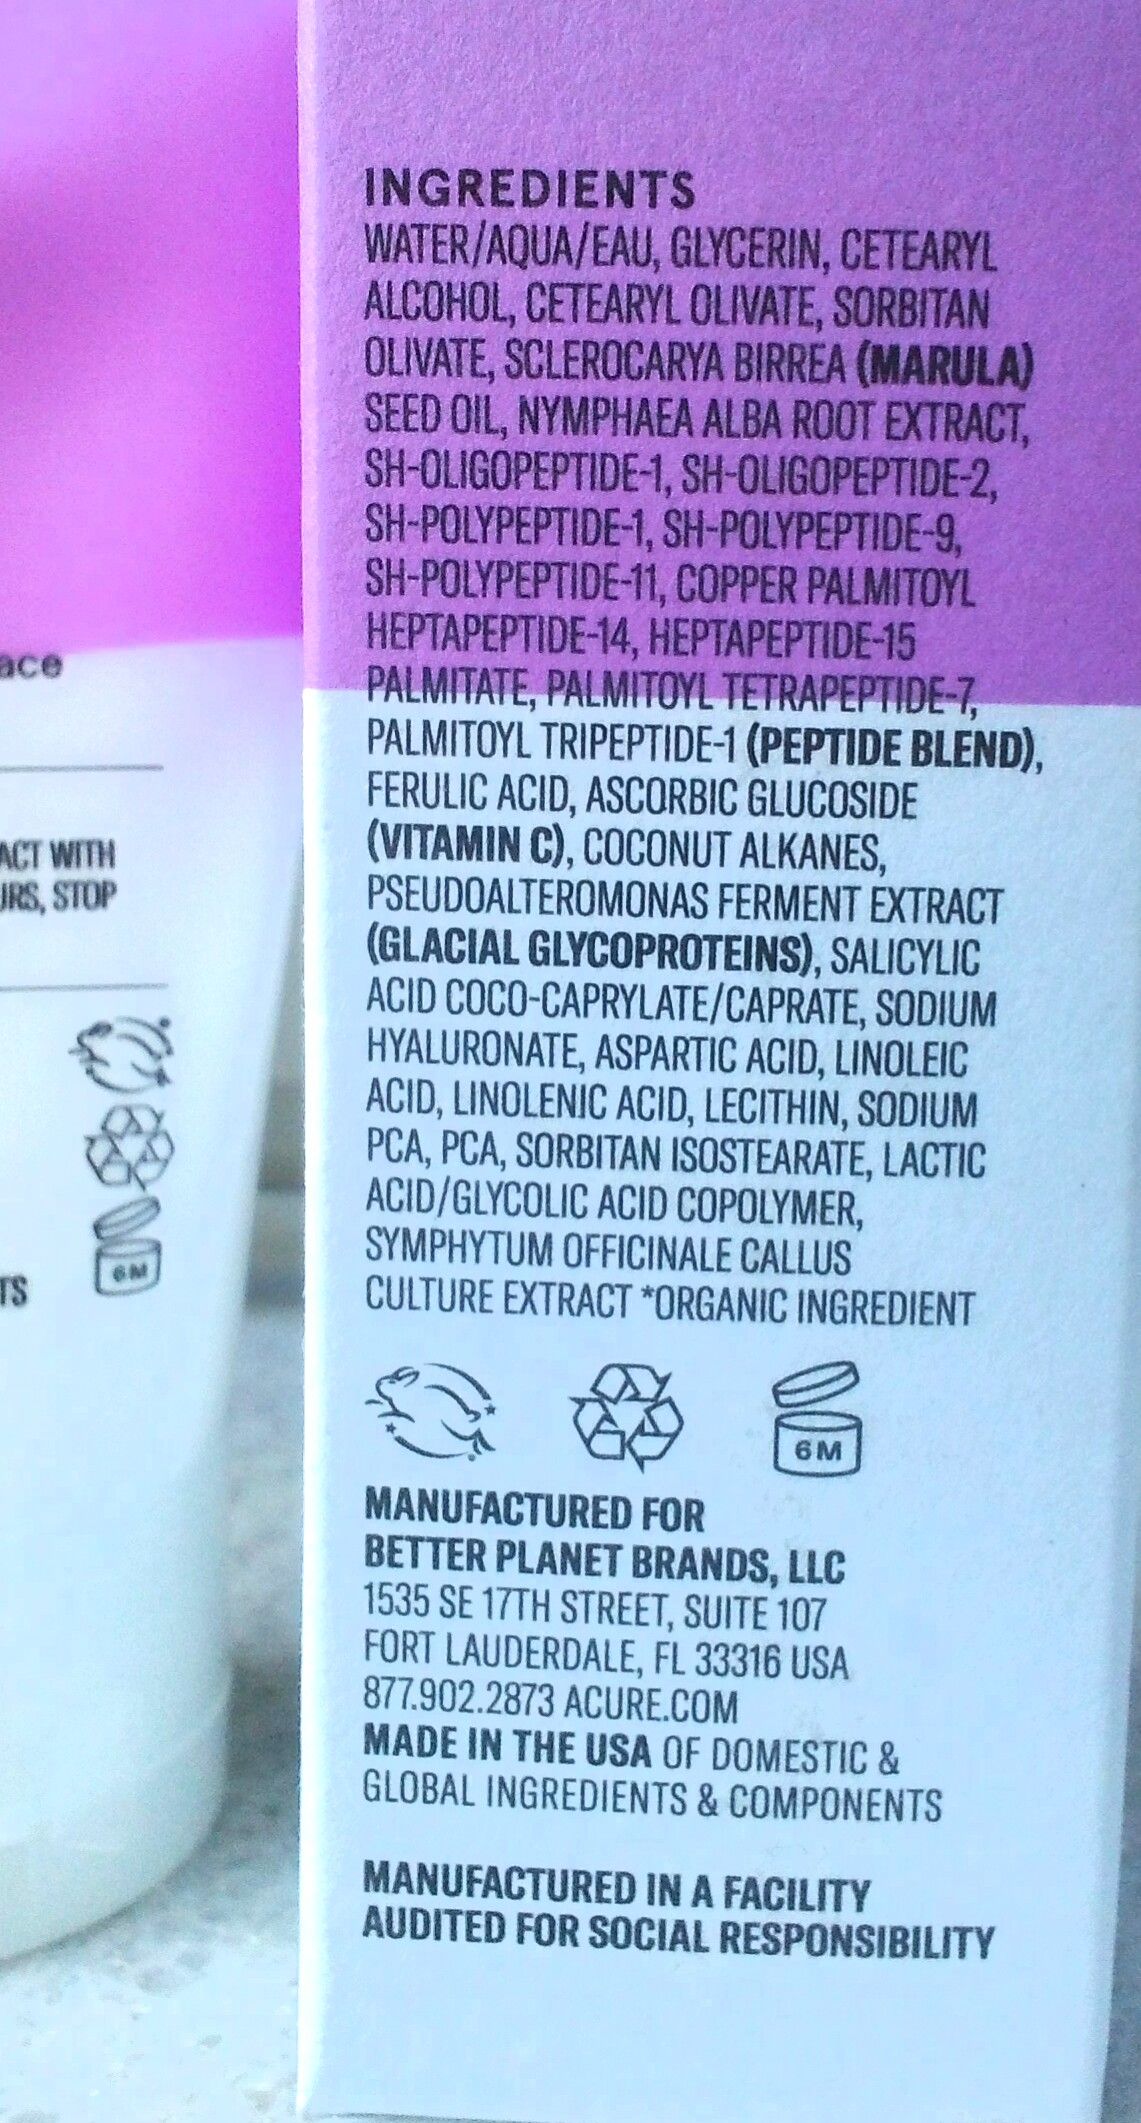 INGREDIENTS
WATER/AQUA/EAU, GLYCERIN, CETEARYL
ALCOHOL, CETEARYL OLIVATE, SORBITAN
OLIVATE, SCLEROCARYA BIRREA (MARULA)
SEED OIL, NYMPHAEA ALBA ROOT EXTRACT,
SH-OLIGOPEPTIDE-1, SH-OLIGOPEPTIDE-2,
SH-POLYPEPTIDE-1, SH-POLYPEPTIDE-9,
SH-POLYPEPTIDE-11, COPPER PALMITOYL
HEPTAPEPTIDE-14, HEPTAPEPTIDE-15
PALMITATE, PALMITOYL TETRAPEPTIDE-7,
PALMITOYL TRIPEPTIDE-1 (PEPTIDE BLEND),
FERULIC ACID, ASCORBIC GLUCOSIDE
(VITAMIN C), COCONUT ALKANES,
PSEUDOALTEROMONAS FERMENT EXTRACT
(GLACIAL GLYCOPROTEINS), SALICYLIC
ACID COCO-CAPRYLATE/CAPRATE, SODIUM
HYALURONATE, ASPARTIC ACID, LINOLEIC
ACID, LINOLENIC ACID, LECITHIN, SODIUM
PCA, PCA, SORBITAN ISOSTEARATE, LACTIC
ACID/GLYCOLIC ACID COPOLYMER,
SYMPHYTUM OFFICINALE CALLUS
CULTURE EXTRACT *ORGANIC INGREDIENT
6M
MANUFACTURED FOR
BETTER PLANET BRANDS, LLC
1535 SE 17TH STREET, SUITE 107
FORT LAUDERDALE, FL 33316 USA
877.902.2873 ACURE.COM
MADE IN THE USA OF DOMESTIC &
GLOBAL INGREDIENTS & COMPONENTS
MANUFACTURED IN A FACILITY
AUDITED FOR SOCIAL RESPONSIBILITY
ace
ACT WITH
URS, STOP
6M
TS